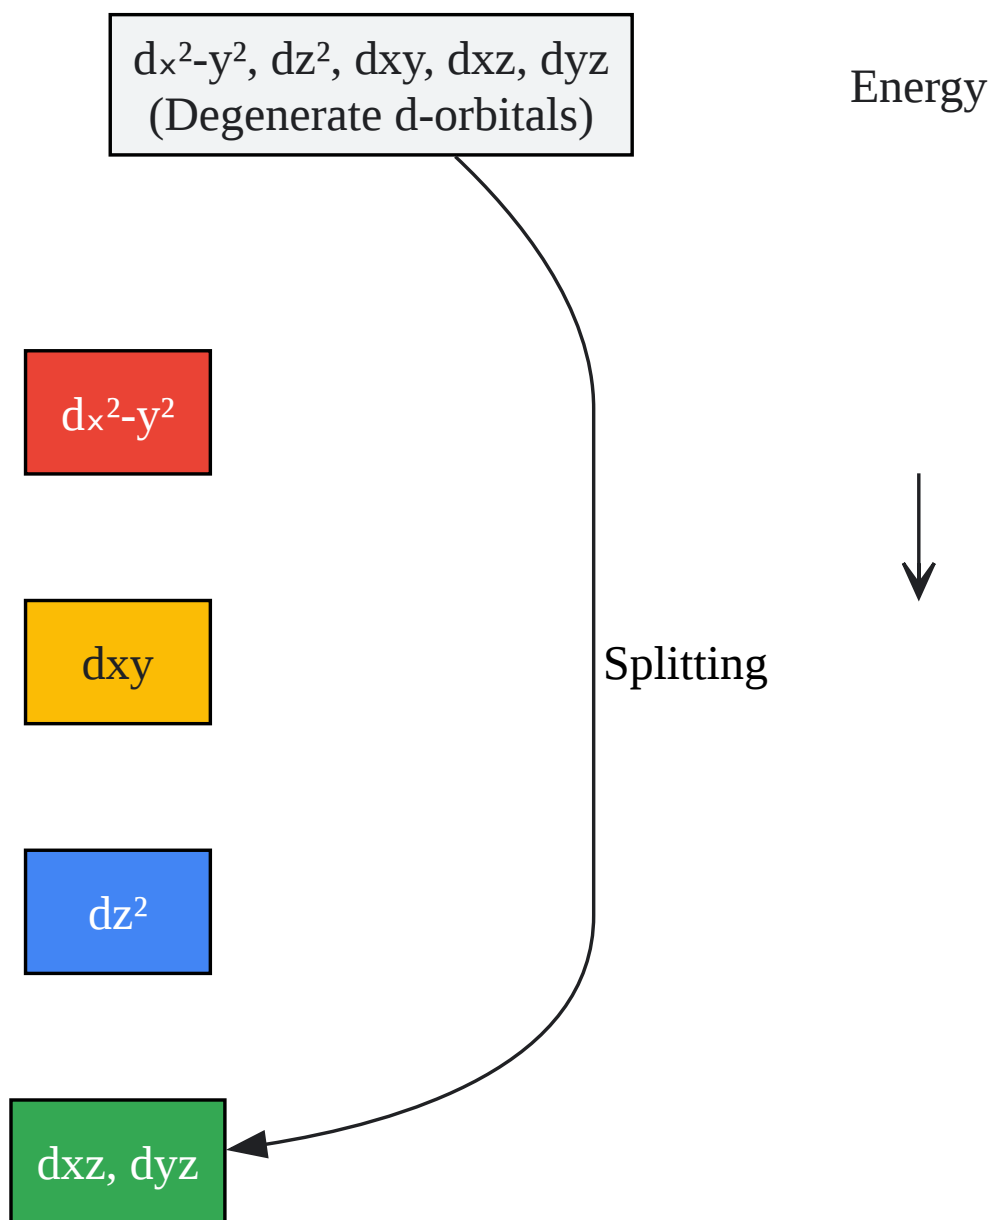 dₓ²-y², dz², dxy, dxz, dyz
(Degenerate d-orbitals)
Energy
dₓ²-y²
dxy
Splitting
dz²
dxz, dyz